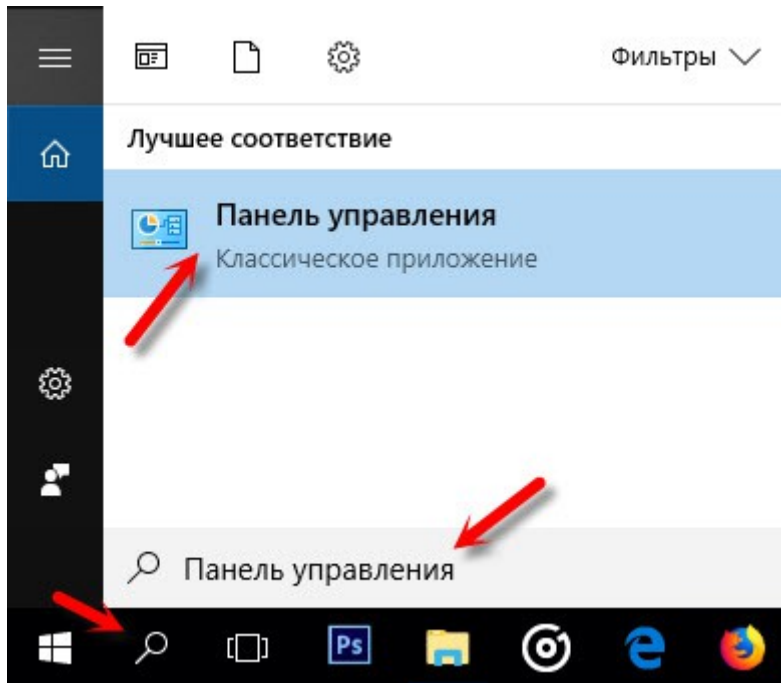 Фильтры
Лучшее соответствие
Панель управления
Классическое приложение
Панель управления
Ps